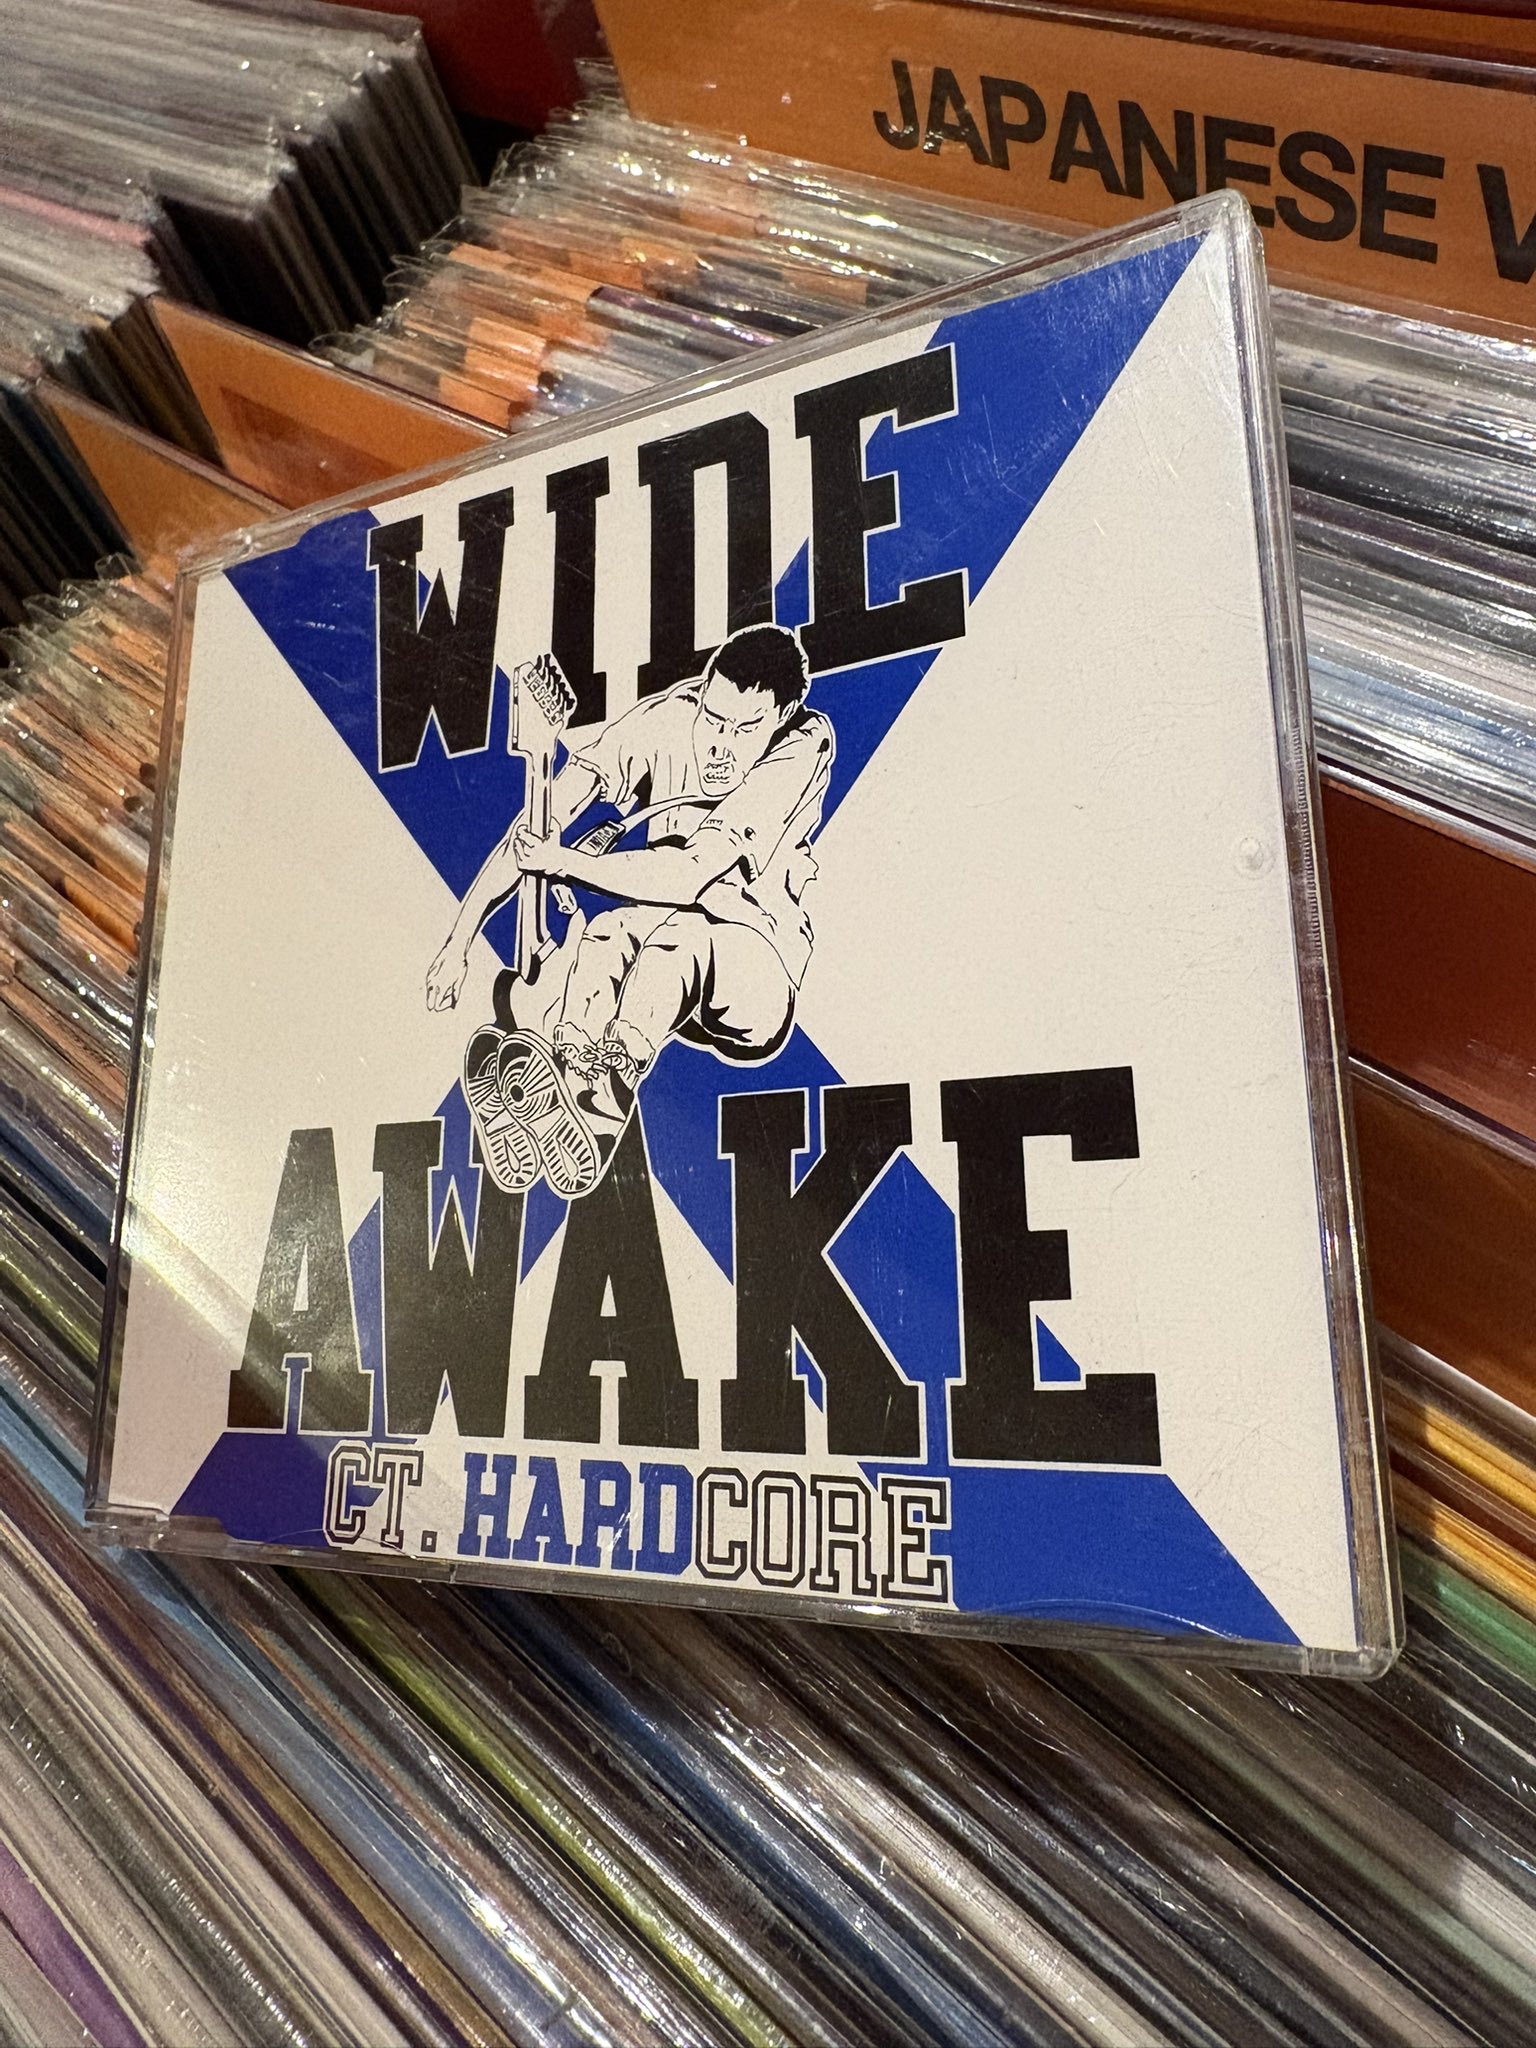 JAPANESE
WIDE
AWAKE
CT. HARDCORE